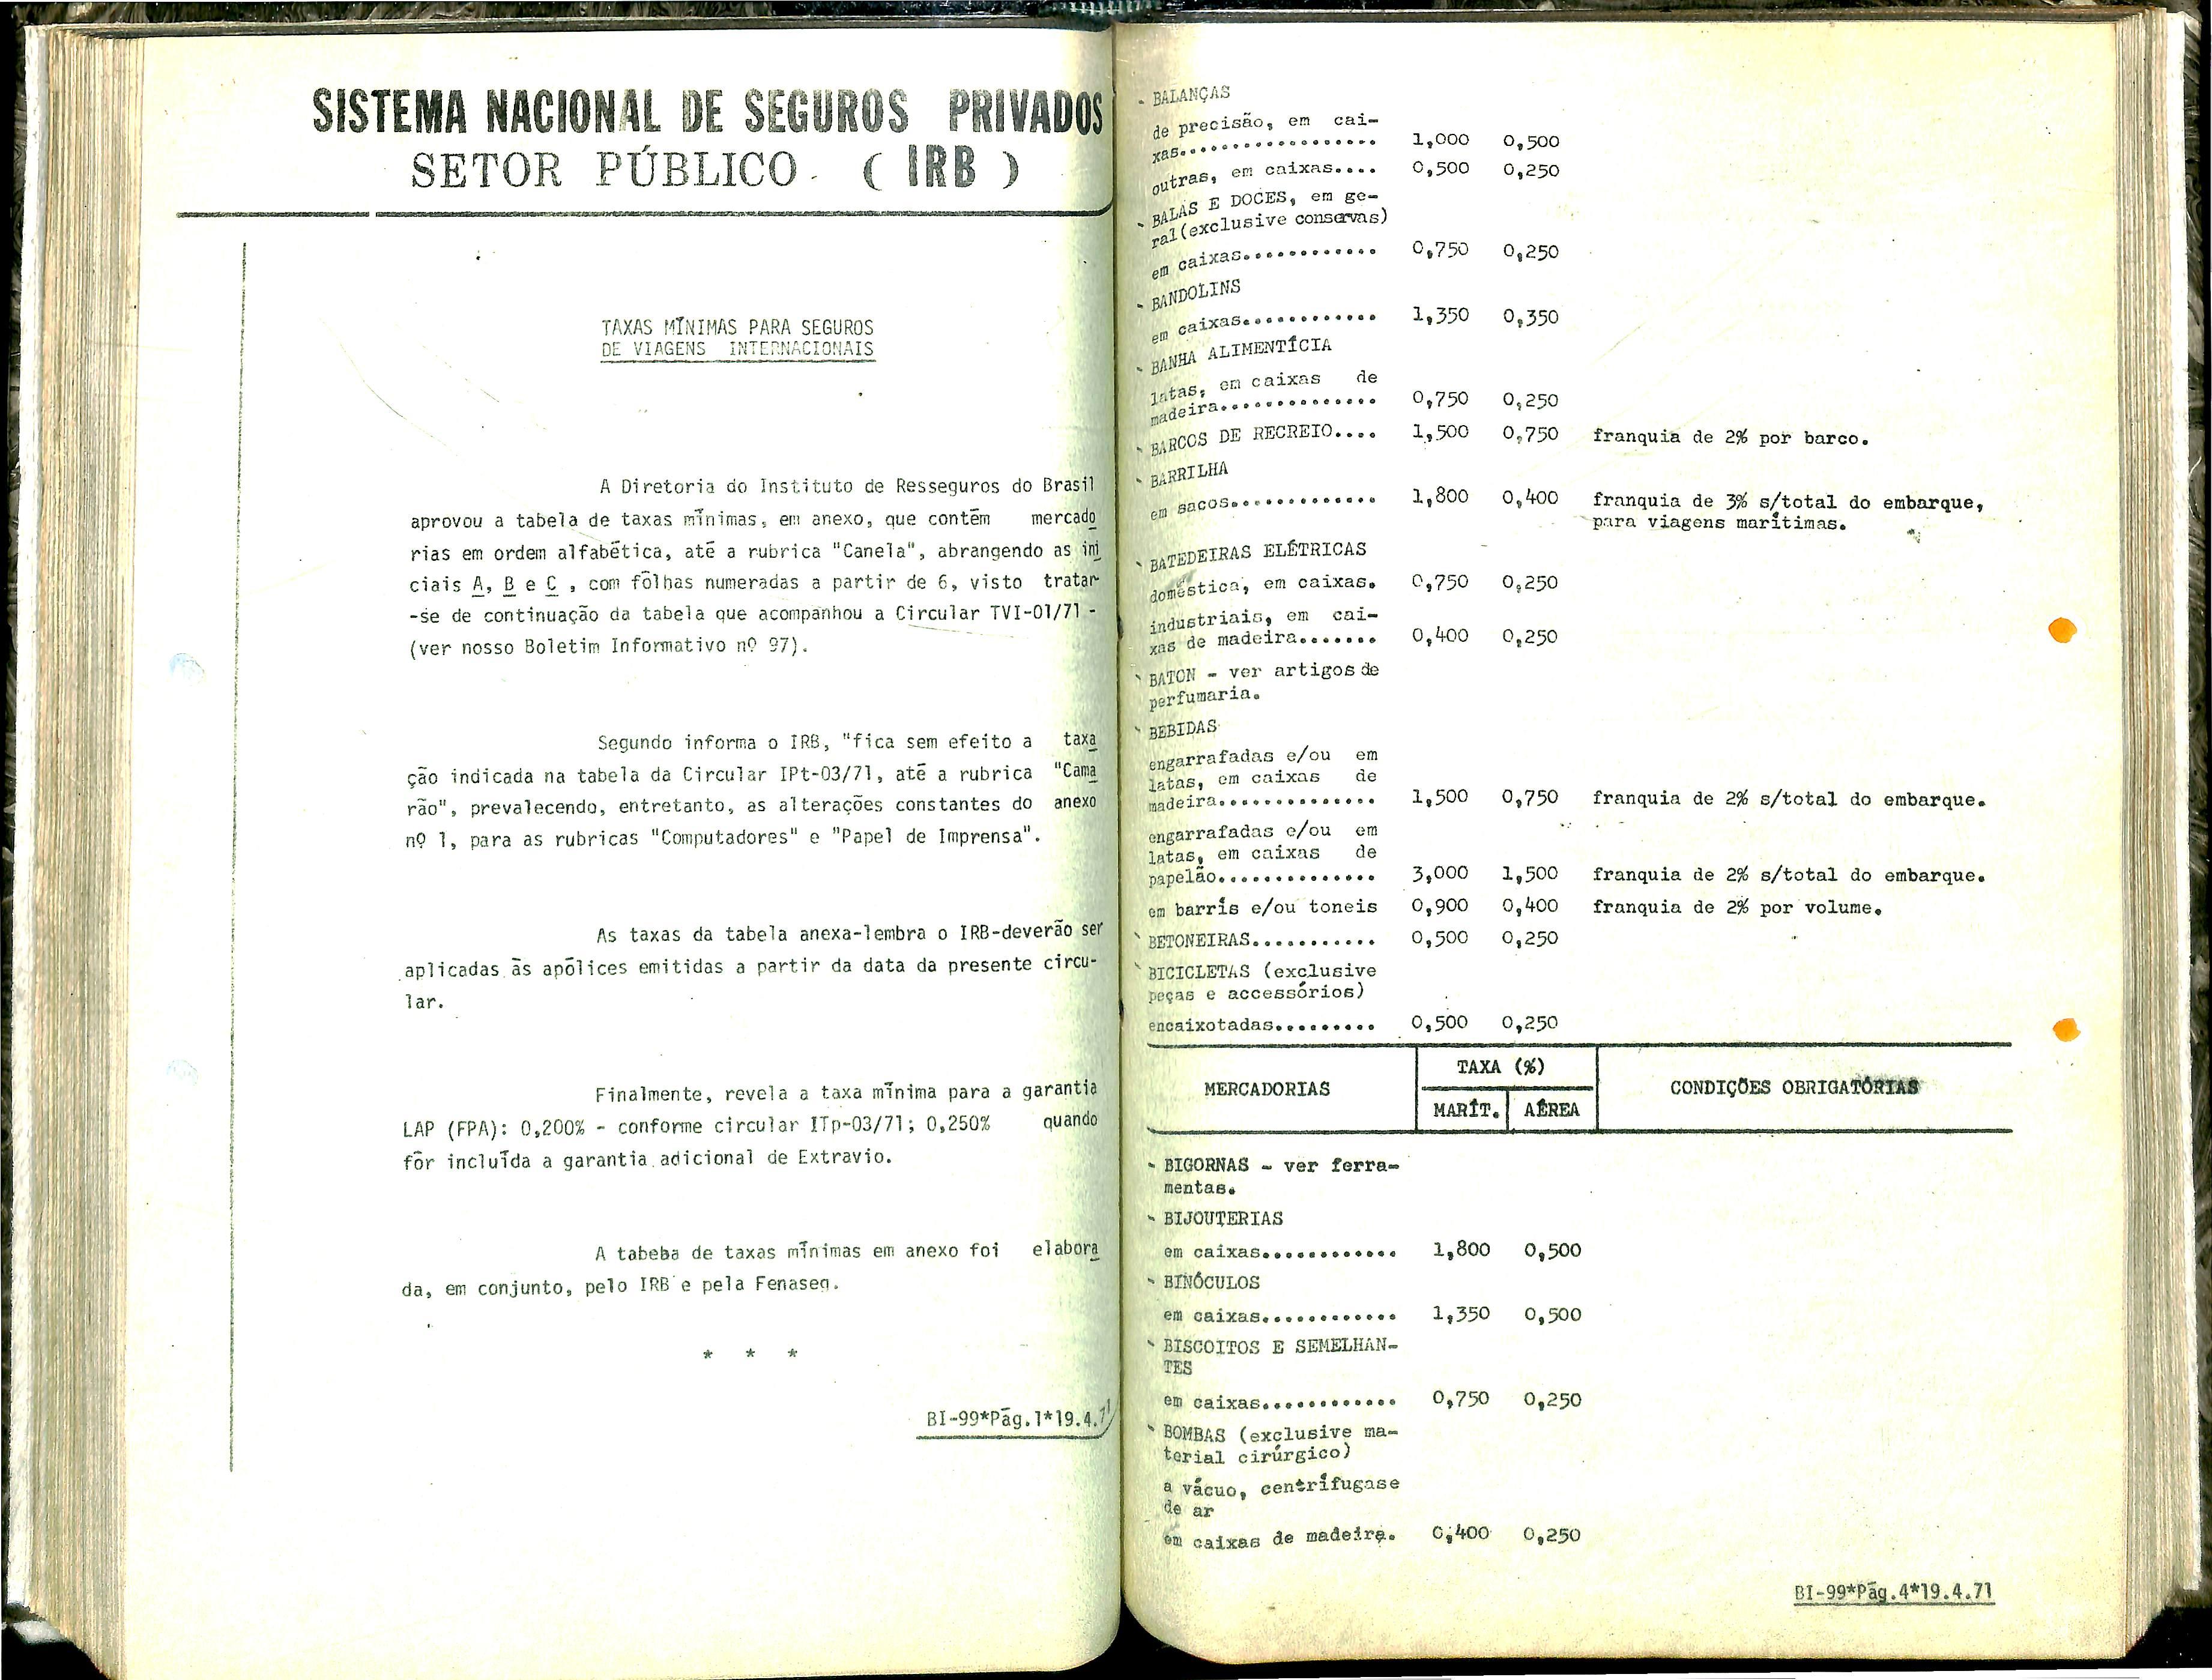 SISTEMA NACIONAL DE SEGUROS PRIVADOS
SETOR PÚBLICO - ( IRB )
TAXAS MĨNIMAS PARA SEGUROS
DE VIAGENS INTERNACIONAIS
A Diretoria do Instituto de Resseguros do Brasil
aprovou a tabela de taxas mĩnimas, em anexo, que contẽm mercado
rias em ordem alfabẽtica, atẽ a rubrica "Canela", abrangendo as ini
ciais A, B e C , com fôlhas numeradas a partir de 6, visto tratar-
-se de continuação da tabela que acompanhou a Circular TVI-01/71 -
(ver nosso Boletim Informativo nº 97).
Segundo informa o IRB, "fica sem efeito a taxa
ção indicada na tabela da Circular IPt-03/71, atẽ a rubrica "Cama
rão", prevalecendo, entretanto, as alterações constantes do anexo
nº 1, para as rubricas "Computadores" e "Papel de Imprensa".
As taxas da tabela anexa-lembra o IRB-deverão ser
aplicadas ãs apõlices emitidas a partir da data da presente circu-
lar.
Finalmente, revela a taxa mĩnima para a garantia
LAP (FPA): 0,200% - conforme circular ITp-03/71; 0,250% quando
fôr incluĩda a garantia adicional de Extravio.
A tabeba de taxas mĩnimas em anexo foi elabora
da, em conjunto, pelo IRB e pela Fenaseg.
* * *
BI-99*Pãg.1*19.4.71
- BALANÇAS
de precisão, em cai-
xas.................. 1,000 0,500
outras, em caixas.... 0,500 0,250
- BALAS E DOCES, em ge-
ral(exclusive conservas)
em caixas............ 0,750 0,250
- BANDOLINS
em caixas............ 1,350 0,350
- BANHA ALIMENTÍCIA
latas, em caixas de
madeira.............. 0,750 0,250
- BARCOS DE RECREIO.... 1,500 0,750 franquia de 2% por barco.
- BARRILHA
em sacos............. 1,800 0,400 franquia de 3% s/total do embarque,
para viagens marítimas.
- BATEDEIRAS ELÉTRICAS
doméstica, em caixas. 0,750 0,250
industriais, em cai-
xas de madeira....... 0,400 0,250
- BATON - ver artigos de
perfumaria.
- BEBIDAS
engarrafadas e/ou em
latas, em caixas de
madeira.............. 1,500 0,750 franquia de 2% s/total do embarque.
engarrafadas e/ou em
latas, em caixas de
papelão.............. 3,000 1,500 franquia de 2% s/total do embarque.
em barrís e/ou toneis 0,900 0,400 franquia de 2% por volume.
- BETONEIRAS........... 0,500 0,250
- BICICLETAS (exclusive
peças e accessórios)
encaixotadas......... 0,500 0,250
MERCADORIAS TAXA (%) CONDIÇÕES OBRIGATÓRIAS
MARÍT. AÉREA
- BIGORNAS - ver ferra-
mentas.
- BIJOUTERIAS
em caixas............ 1,800 0,500
- BINÓCULOS
em caixas............ 1,350 0,500
- BISCOITOS E SEMELHAN-
TES
em caixas............ 0,750 0,250
- BOMBAS (exclusive ma-
terial cirúrgico)
a vácuo, centrífugas e
de ar
em caixas de madeira. 0,400 0,250
BI-99*Pãg.4*19.4.71